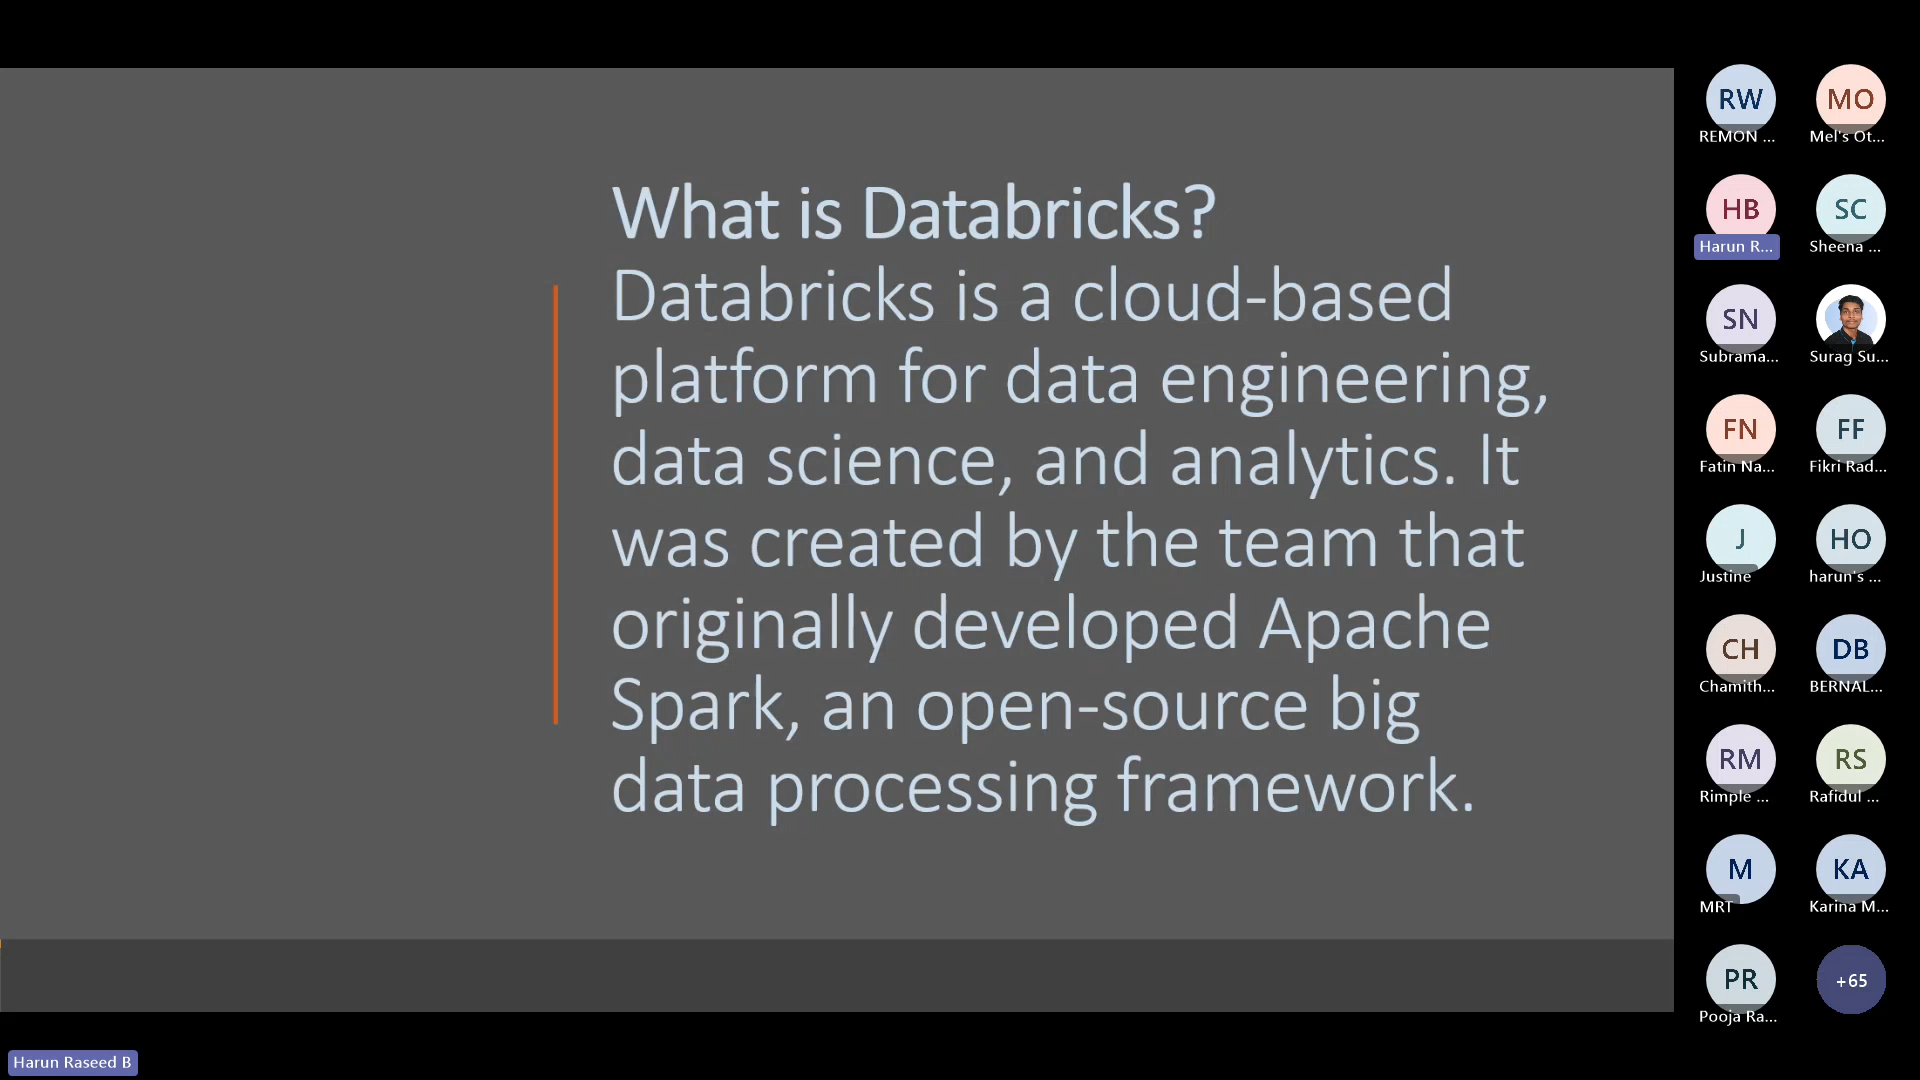 What is Databricks?
Databricks is a cloud-based
platform for data engineering,
data science, and analytics. It
was created by the team that
originally developed Apache
Spark, an open-source big
data processing framework.
RW
REMON ...
MO
Mel's Ot...
HB
Harun R...
SC
Sheena ...
SN
Subrama...
Surag Su...
FN
Fatin Na...
FF
Fikri Rad...
J
Justine
HO
harun's ...
CH
Chamith...
DB
BERNAL...
RM
Rimple ...
RS
Rafidul ...
M
MRT
KA
Karina M...
PR
Pooja Ra...
+65
Harun Raseed B